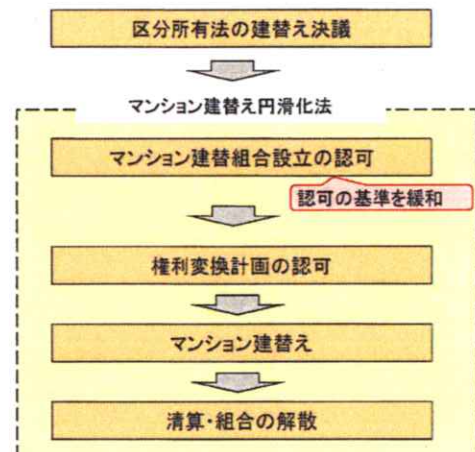 区分所有法の建替え決議
マンション建替え円滑化法
マンション建替組合設立の認可
認可の基準を緩和
権利変換計画の認可
マンション建替え
清算・組合の解散